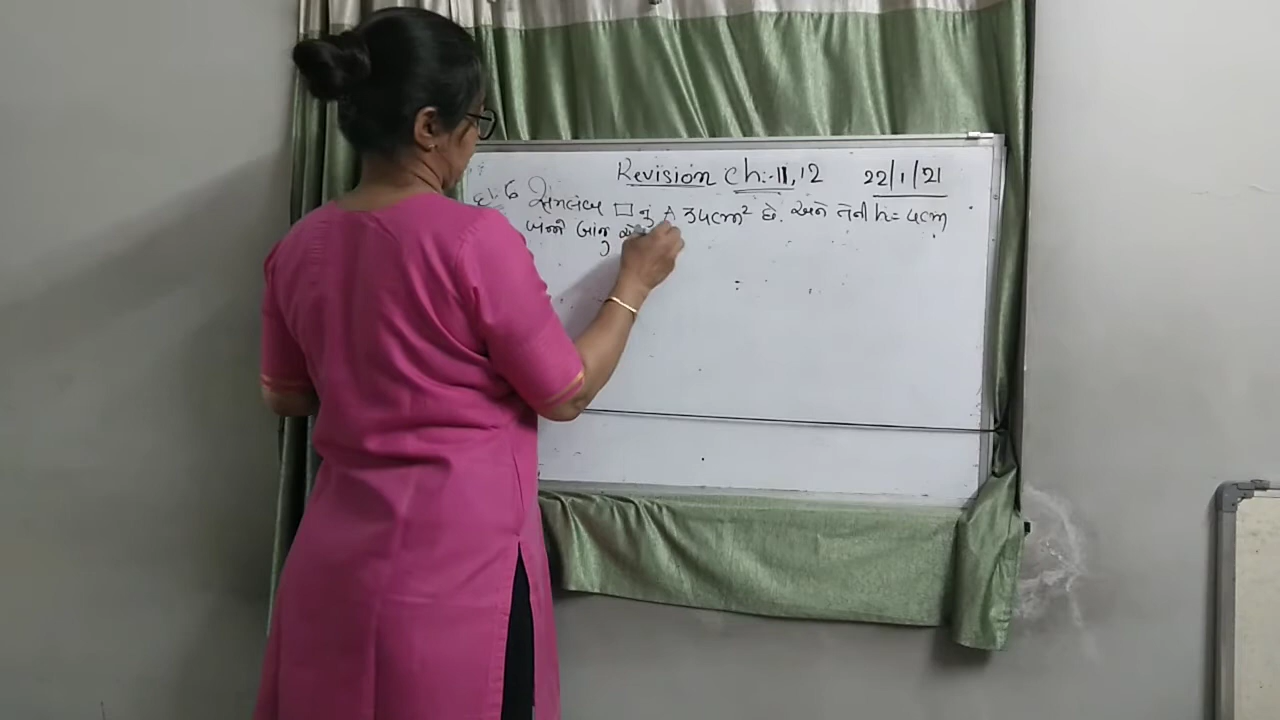 Revision Ch:-11,12 22/1/21
દા.6 સમલંબ □ નું A 34cm² છે. અને તેની h = 4cm
બાજુ